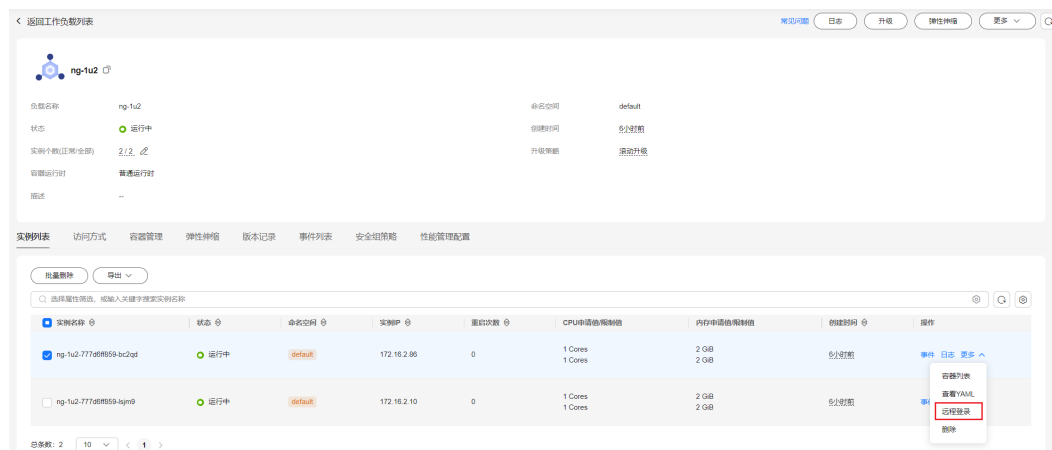 返回工作负载列表
常见问题 日志 升级 弹性伸缩 更多
ng-1u2
负载名称 ng-1u2 命名空间 default
状态 运行中 创建时间 6小时前
实例个数(正常/全部) 2 / 2 升级策略 滚动升级
容器运行时 普通运行时
描述 --
实例列表 访问方式 容器管理 弹性伸缩 版本记录 事件列表 安全组策略 性能管理配置
批量删除 导出
选择属性筛选，或输入关键字搜索实例名称
实例名称 状态 命名空间 实例IP 重启次数 CPU申请值/限制值 内存申请值/限制值 创建时间 操作
ng-1u2-777d6ff859-bc2qd 运行中 default 172.16.2.86 0 1 Cores 2 GiB 6小时前 事件 日志 更多
1 Cores 2 GiB
容器列表
查看YAML
ng-1u2-777d6ff859-lsjm9 运行中 default 172.16.2.10 0 1 Cores 2 GiB 6小时前
1 Cores 2 GiB
远程登录
删除
总条数: 2 10 < 1 >